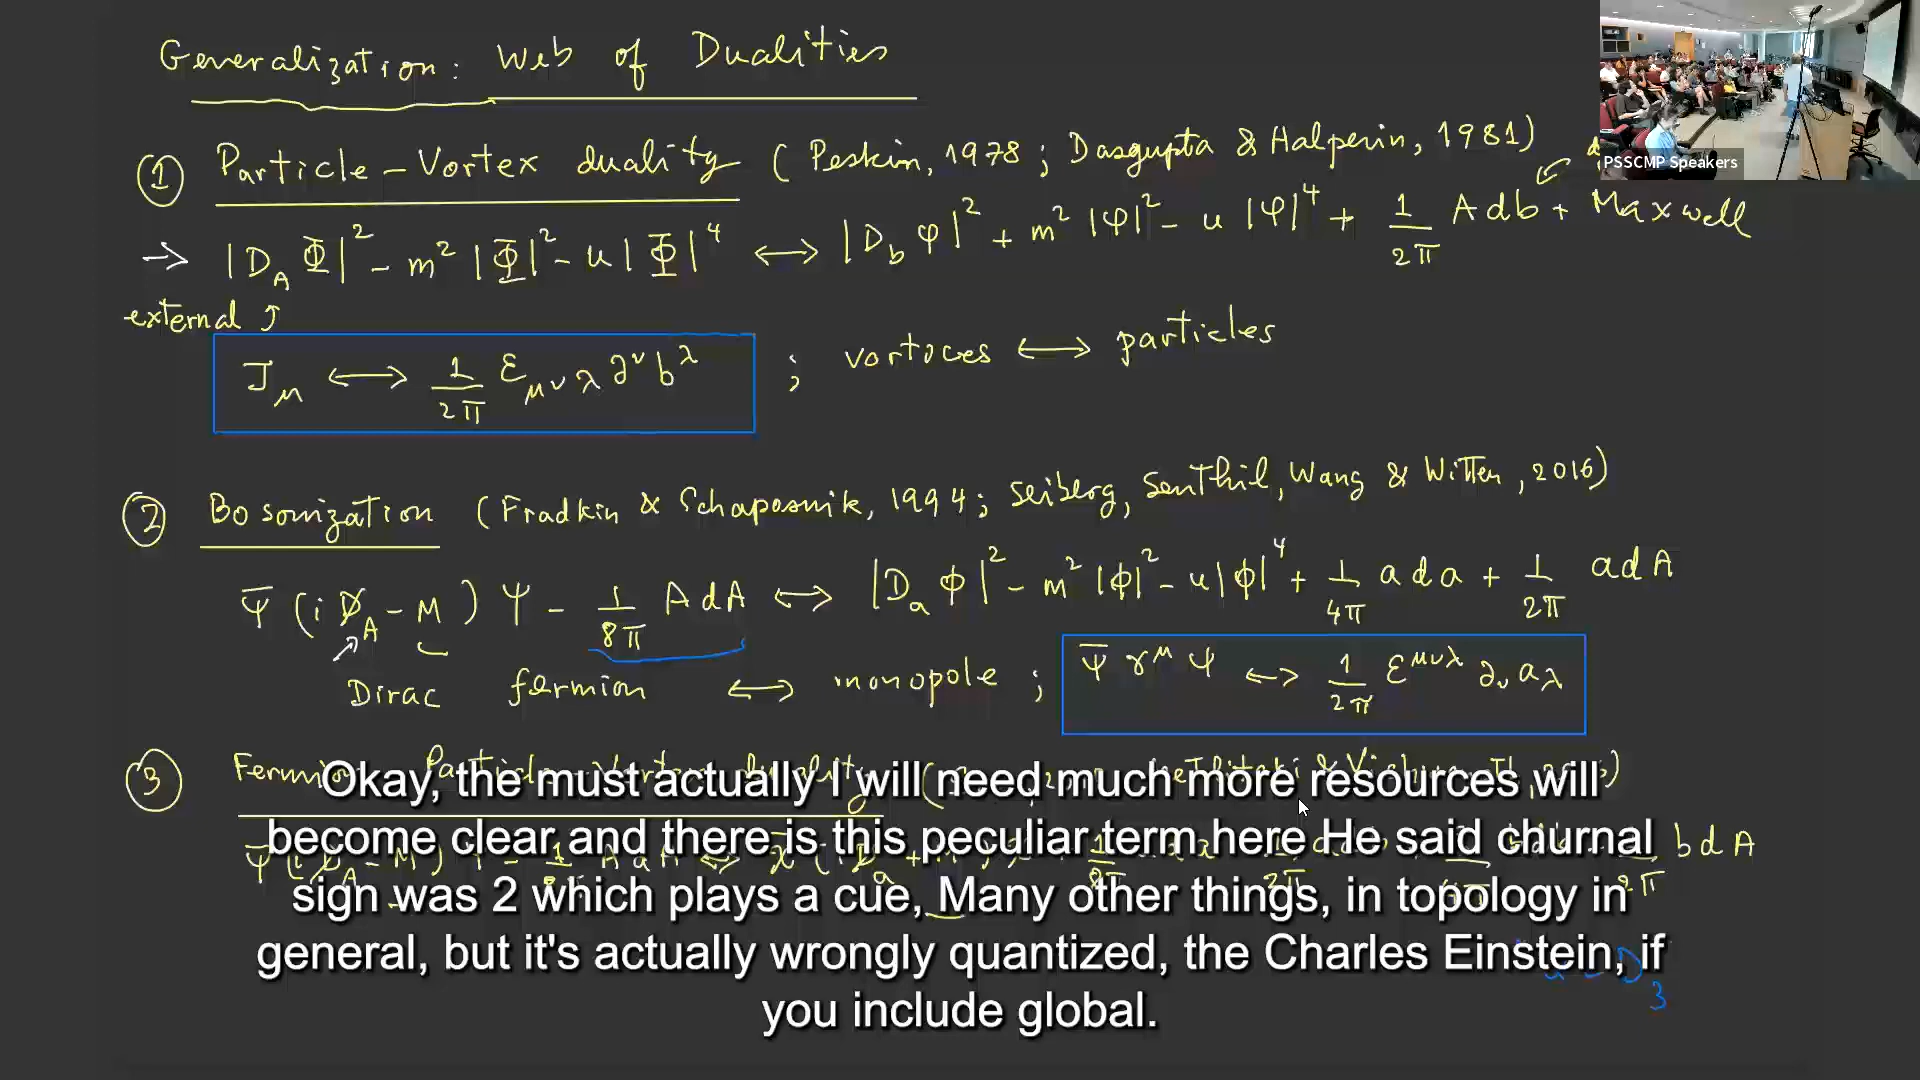 Generalization: Web of Dualities
PSSCMP Speakers
① Particle – Vortex duality (Peskin, 1978; Dasgupta & Halperin, 1981)
→ |D_A Φ|² − m² |Φ|² − u |Φ|⁴ ⟷ |D_b φ|² + m² |φ|² − u |φ|⁴ + 1/2π A d b + Maxwell
external ↑
J_μ ⟷ 1/2π ε_μνλ ∂^ν b^λ ; vortoces ⟷ particles
② Bosonization (Fradkin & Schaposnik, 1994; Seiberg, Senthil, Wang & Witten, 2016)
Ψ̄ (i D̸_A − M) Ψ − 1/8π A d A ⟷ |D_a ϕ|² − m² |ϕ|² − u |ϕ|⁴ + 1/4π a d a + 1/2π a d A
Dirac fermion ⟷ monopole ; Ψ̄ γ^μ Ψ ⟷ 1/2π ε^μνλ ∂_ν a_λ
③
b d A
3
Okay, the must actually I will need much more resources will
become clear and there is this peculiar term here He said churnal
sign was 2 which plays a cue, Many other things, in topology in
general, but it's actually wrongly quantized, the Charles Einstein, if
you include global.